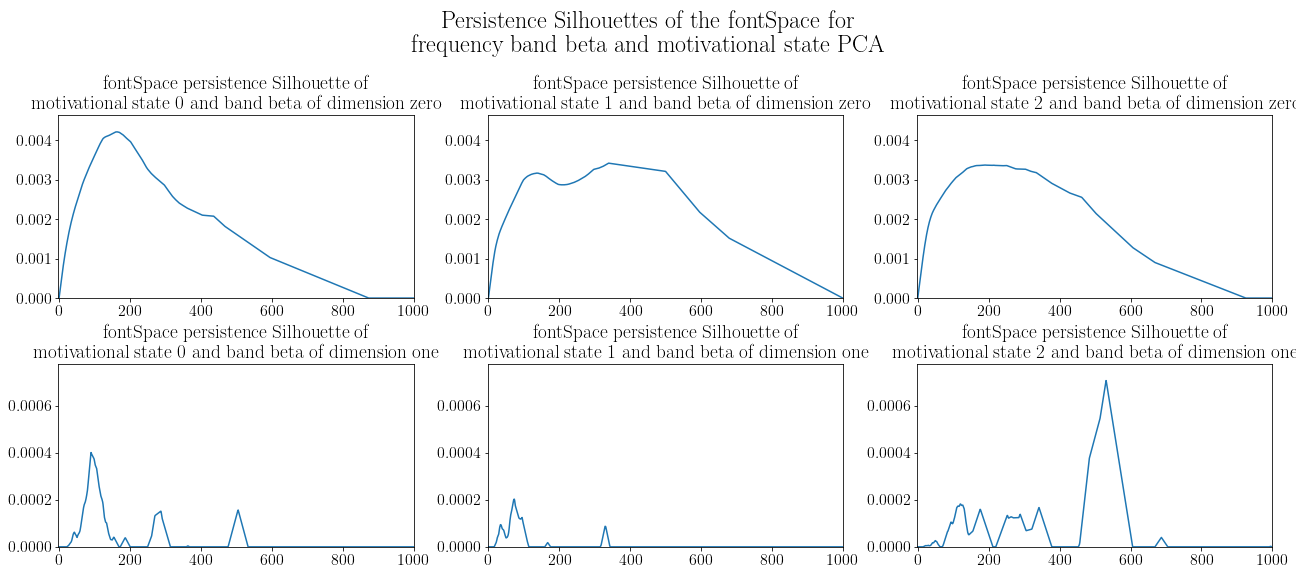 Persistence Silhouettes of the fontSpace for
frequency band beta and motivational state PCA
fontSpace persistence Silhouette of
motivational state 0 and band beta of dimension zero
fontSpace persistence Silhouette of
motivational state 1 and band beta of dimension zero
fontSpace persistence Silhouette of
motivational state 2 and band beta of dimension zero
0.004
0.003
0.002
0.001
0.000
0 200 400 600 800 1000
0.004
0.003
0.002
0.001
0.000
0 200 400 600 800 1000
0.004
0.003
0.002
0.001
0.000
0 200 400 600 800 1000
fontSpace persistence Silhouette of
motivational state 0 and band beta of dimension one
fontSpace persistence Silhouette of
motivational state 1 and band beta of dimension one
fontSpace persistence Silhouette of
motivational state 2 and band beta of dimension one
0.0006
0.0004
0.0002
0.0000
0 200 400 600 800 1000
0.0006
0.0004
0.0002
0.0000
0 200 400 600 800 1000
0.0006
0.0004
0.0002
0.0000
0 200 400 600 800 1000